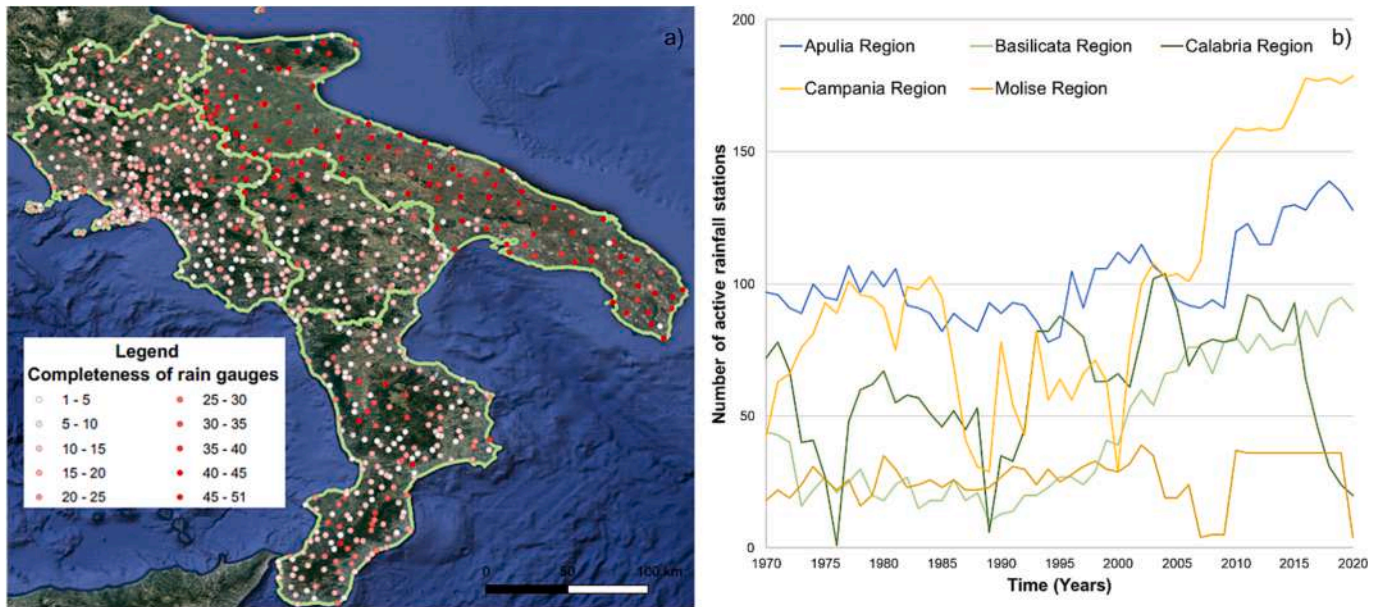 a)
Legend
Completeness of rain gauges
1 - 5
25 - 30
5 - 10
30 - 35
10 - 15
35 - 40
15 - 20
40 - 45
20 - 25
45 - 51
0
50
100 km
b)
Apulia Region
Basilicata Region
Calabria Region
Campania Region
Molise Region
Number of active rainfall stations
200
150
100
50
0
1970 1975 1980 1985 1990 1995 2000 2005 2010 2015 2020
Time (Years)